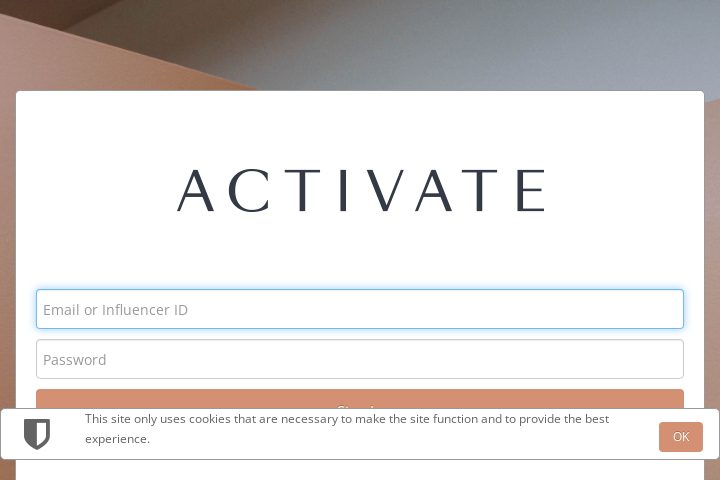 ACTIVATE
Email or Influencer ID
Password
This site only uses cookies that are necessary to make the site function and to provide the best
experience.
OK